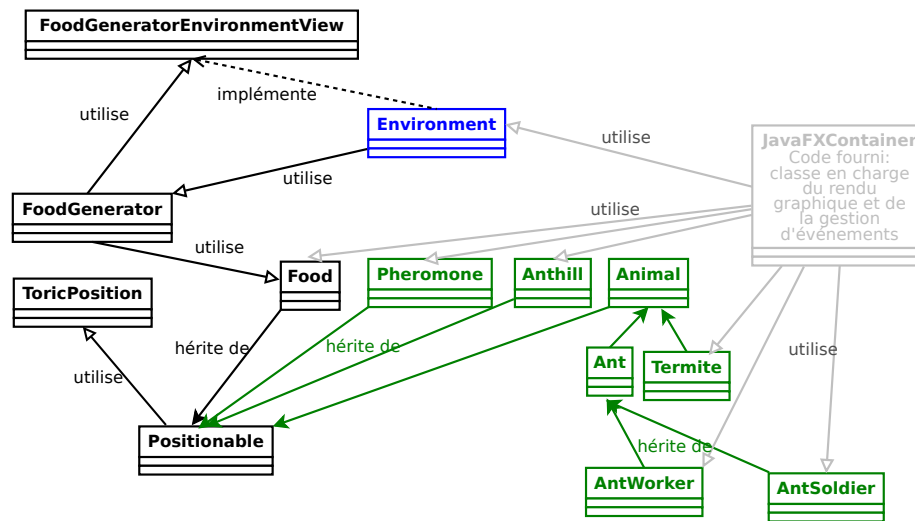 FoodGeneratorEnvironmentView
implémente
utilise
Environment
utilise
JavaFXContainer
Code fourni:
classe en charge
du rendu
graphique et de
la gestion
d'événements
utilise
FoodGenerator
utilise
utilise
Food
Pheromone
Anthill
Animal
ToricPosition
hérite de
hérite de
utilise
Ant
Termite
utilise
Positionable
hérite de
AntWorker
AntSoldier